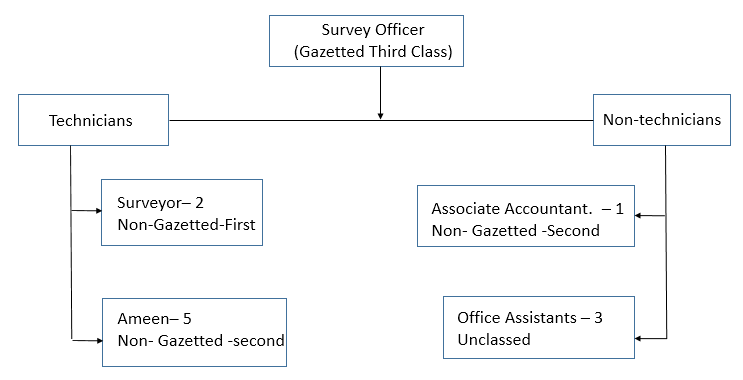 Survey Officer
(Gazetted Third Class)
Technicians
Non-technicians
Surveyor– 2
Non-Gazetted-First
Associate Accountant. – 1
Non- Gazetted -Second
Ameen– 5
Non- Gazetted -second
Office Assistants – 3
Unclassed